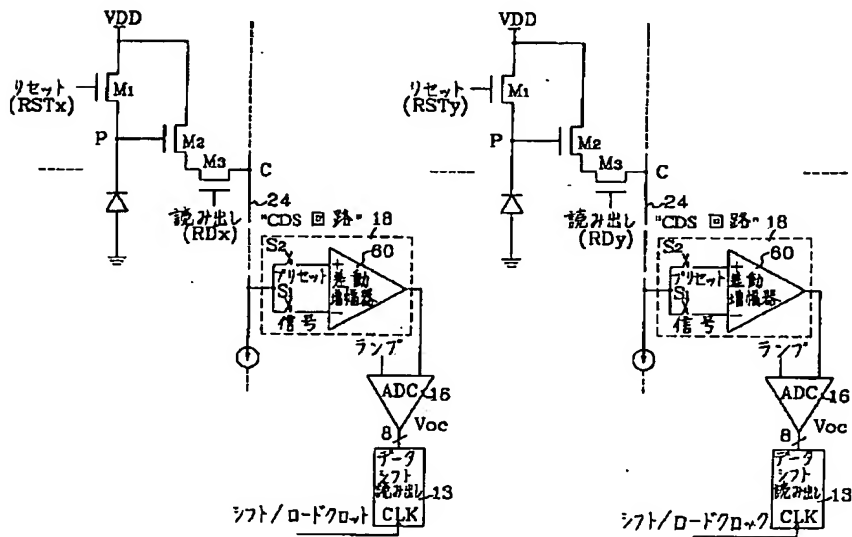 VDD
リセット
(RSTx)
M1
P
M2
M3
C
24
読み出し
(RDx)
"CDS 回路"
18
S2
60
プリセット
S1
信号
+
差動
増幅器
-
ランプ
ADC
16
8
Voc
データ
シフト
読み出し
13
CLK
シフト/ロードクロット
VDD
リセット
(RSTy)
M1
P
M2
M3
C
24
読み出し
(RDy)
"CDS 回路"
18
S2
60
プリセット
S1
信号
+
差動
増幅器
-
ランプ
ADC
16
8
Voc
データ
シフト
読み出し
13
CLK
シフト/ロードクロック